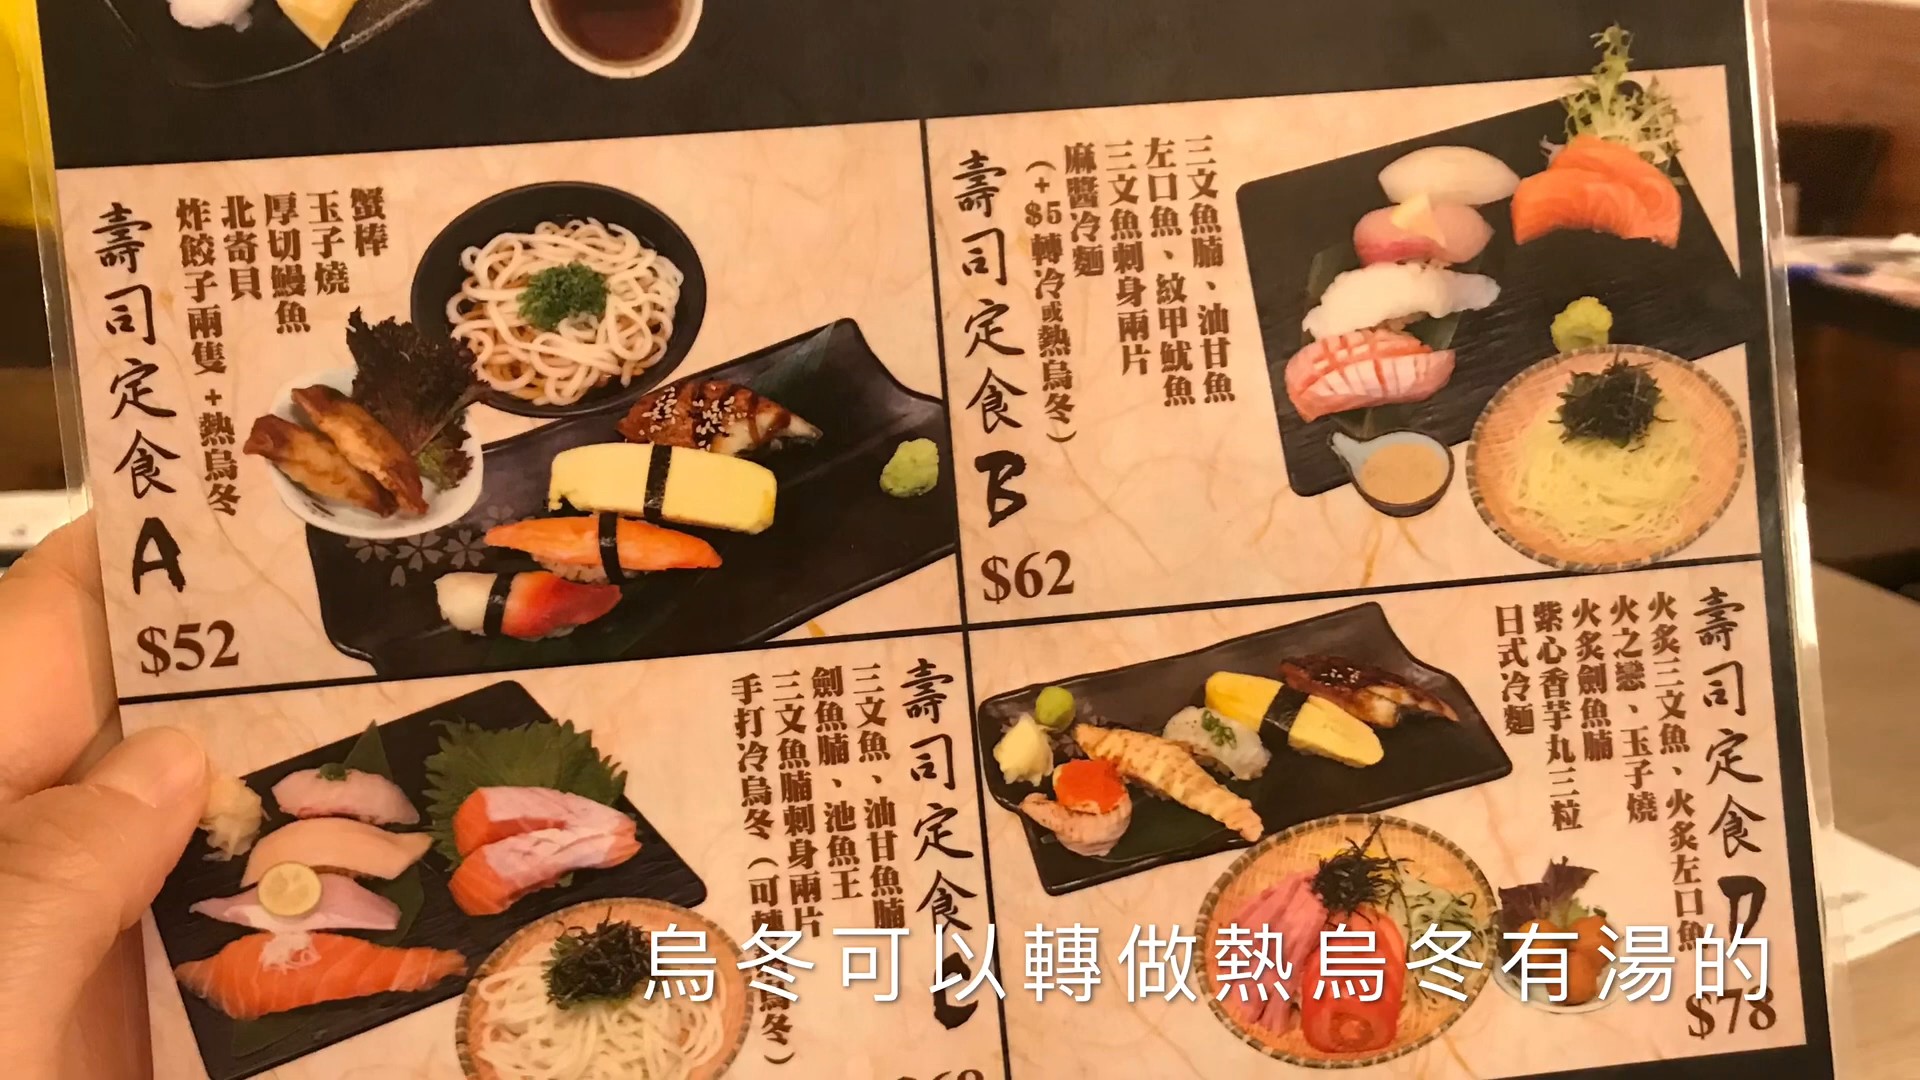 壽司定食A
蟹棒
玉子燒
厚切鰻魚
北寄貝
炸餃子兩隻+熱烏冬
$52
壽司定食B
三文魚腩、油甘魚
左口魚、紋甲魷魚
三文魚刺身兩片
麻醬冷麵
(+$5轉冷或熱烏冬)
$62
壽司定食C
三文魚、油甘魚腩
劍魚腩、池魚王
三文魚腩刺身兩片
手打冷烏冬(可轉熱烏冬)
壽司定食D
火炙三文魚、火炙左口魚
火之戀、玉子燒
火炙劍魚腩
紫心香芋丸三粒
日式冷麵
$78
烏冬可以轉做熱烏冬有湯的